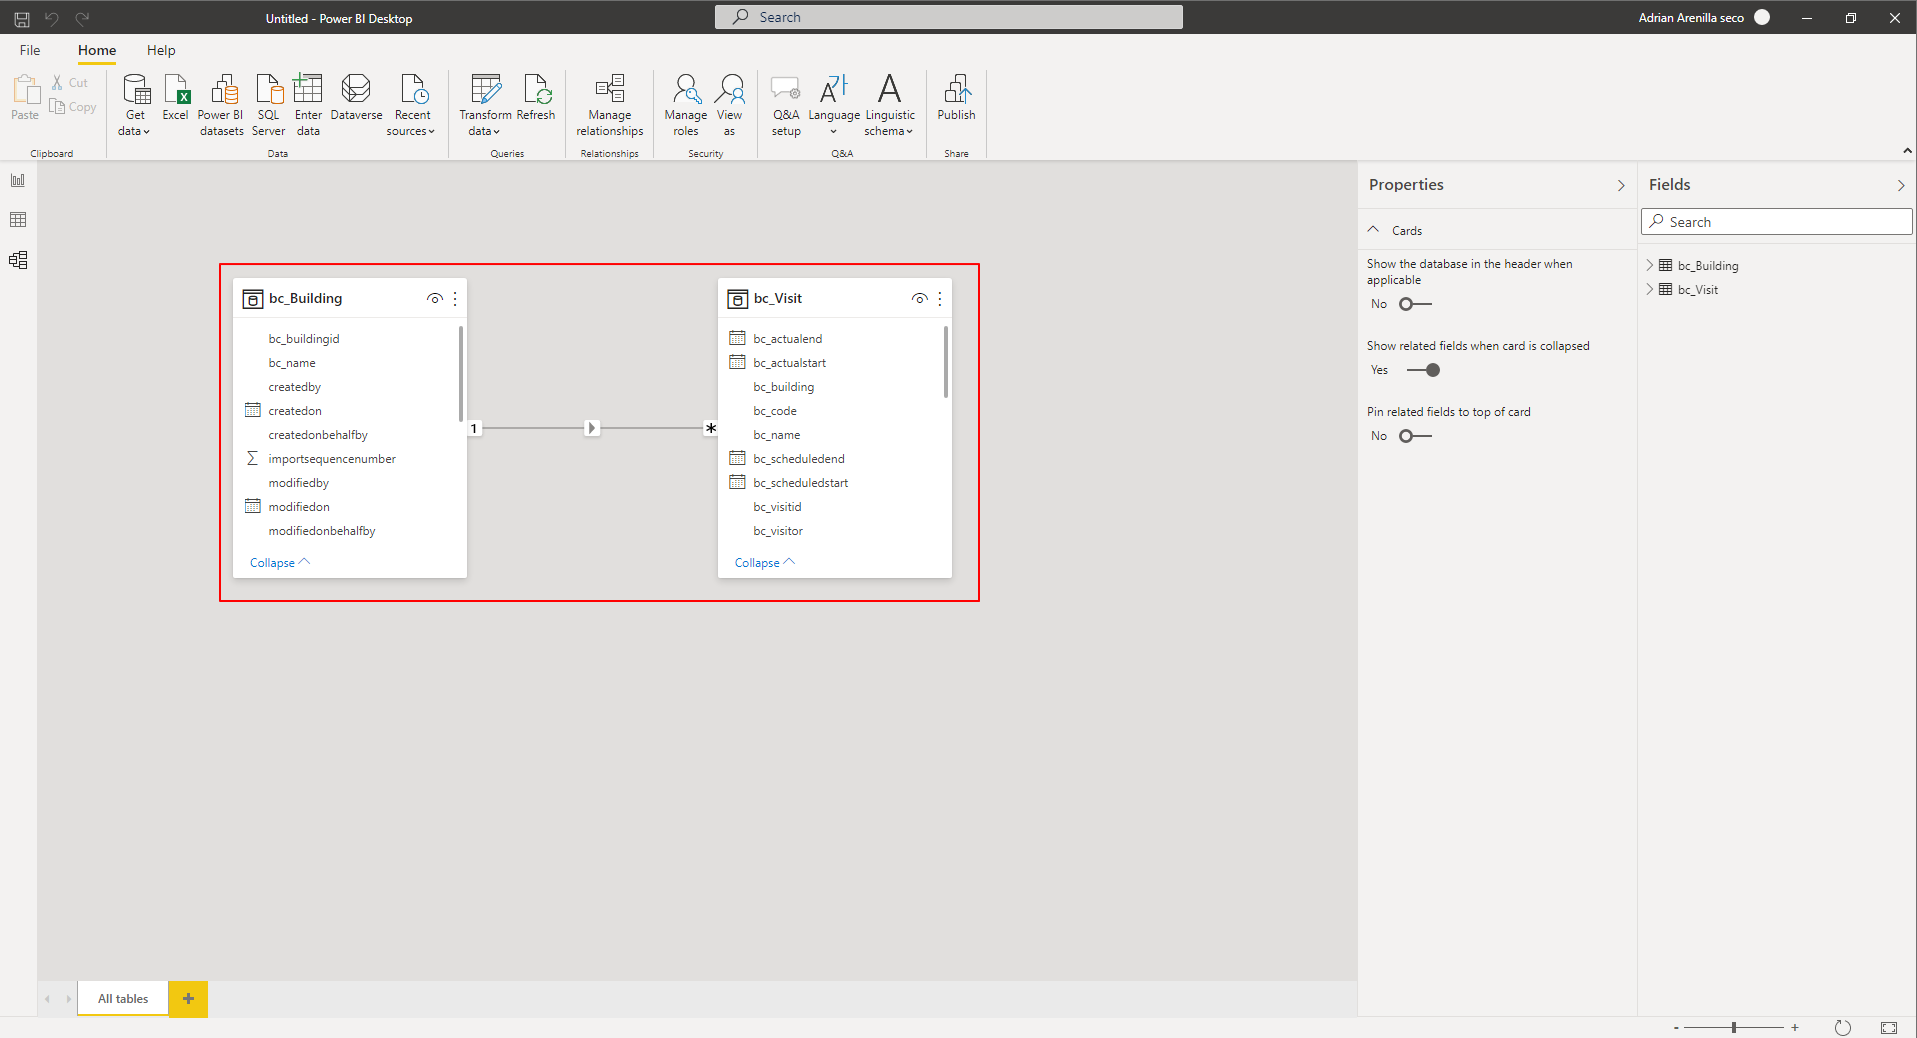 Untitled - Power BI Desktop
Search
Adrian Arenilla seco
File
Home
Help
Paste
Cut
Copy
Clipboard
Get data
Excel
Power BI datasets
SQL Server
Enter data
Dataverse
Recent sources
Data
Transform data
Refresh
Queries
Manage relationships
Relationships
Manage roles
View as
Security
Q&A setup
Language
Linguistic schema
Q&A
Publish
Share
bc_Building
bc_buildingid
bc_name
createdby
createdon
createdonbehalfby
importsequencenumber
modifiedby
modifiedon
modifiedonbehalfby
Collapse
1
*
bc_Visit
bc_actualend
bc_actualstart
bc_building
bc_code
bc_name
bc_scheduledend
bc_scheduledstart
bc_visitid
bc_visitor
Collapse
Properties
Cards
Show the database in the header when
applicable
No
Show related fields when card is collapsed
Yes
Pin related fields to top of card
No
Fields
Search
bc_Building
bc_Visit
All tables
+
- +